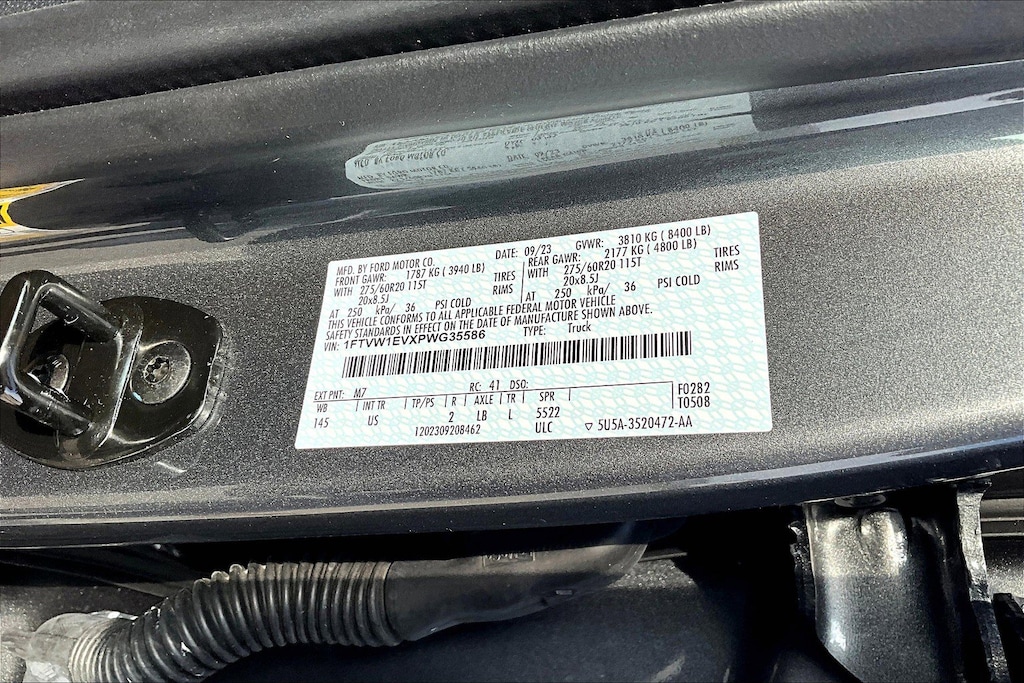 MFD. BY FORD MOTOR CO. DATE: 09/23 GVWR: 3810 KG ( 8400 LB)
FRONT GAWR: 1787 KG ( 3940 LB) REAR GAWR: 2177 KG ( 4800 LB)
WITH 275/60R20 115T TIRES WITH 275/60R20 115T TIRES
20x8.5J RIMS 20x8.5J RIMS
AT 250 kPa/ 36 PSI COLD AT 250 kPa/ 36 PSI COLD
THIS VEHICLE CONFORMS TO ALL APPLICABLE FEDERAL MOTOR VEHICLE
SAFETY STANDARDS IN EFFECT ON THE DATE OF MANUFACTURE SHOWN ABOVE.
VIN: 1FTVW1EVXPWG35586 TYPE: Truck
EXT PNT: M7 RC: 41 DSO: F0282
WB INT TR TP/PS R AXLE TR SPR T0508
145 US 2 LB L 5522
1202309208462 ULC ▽ 5U5A-3520472-AA